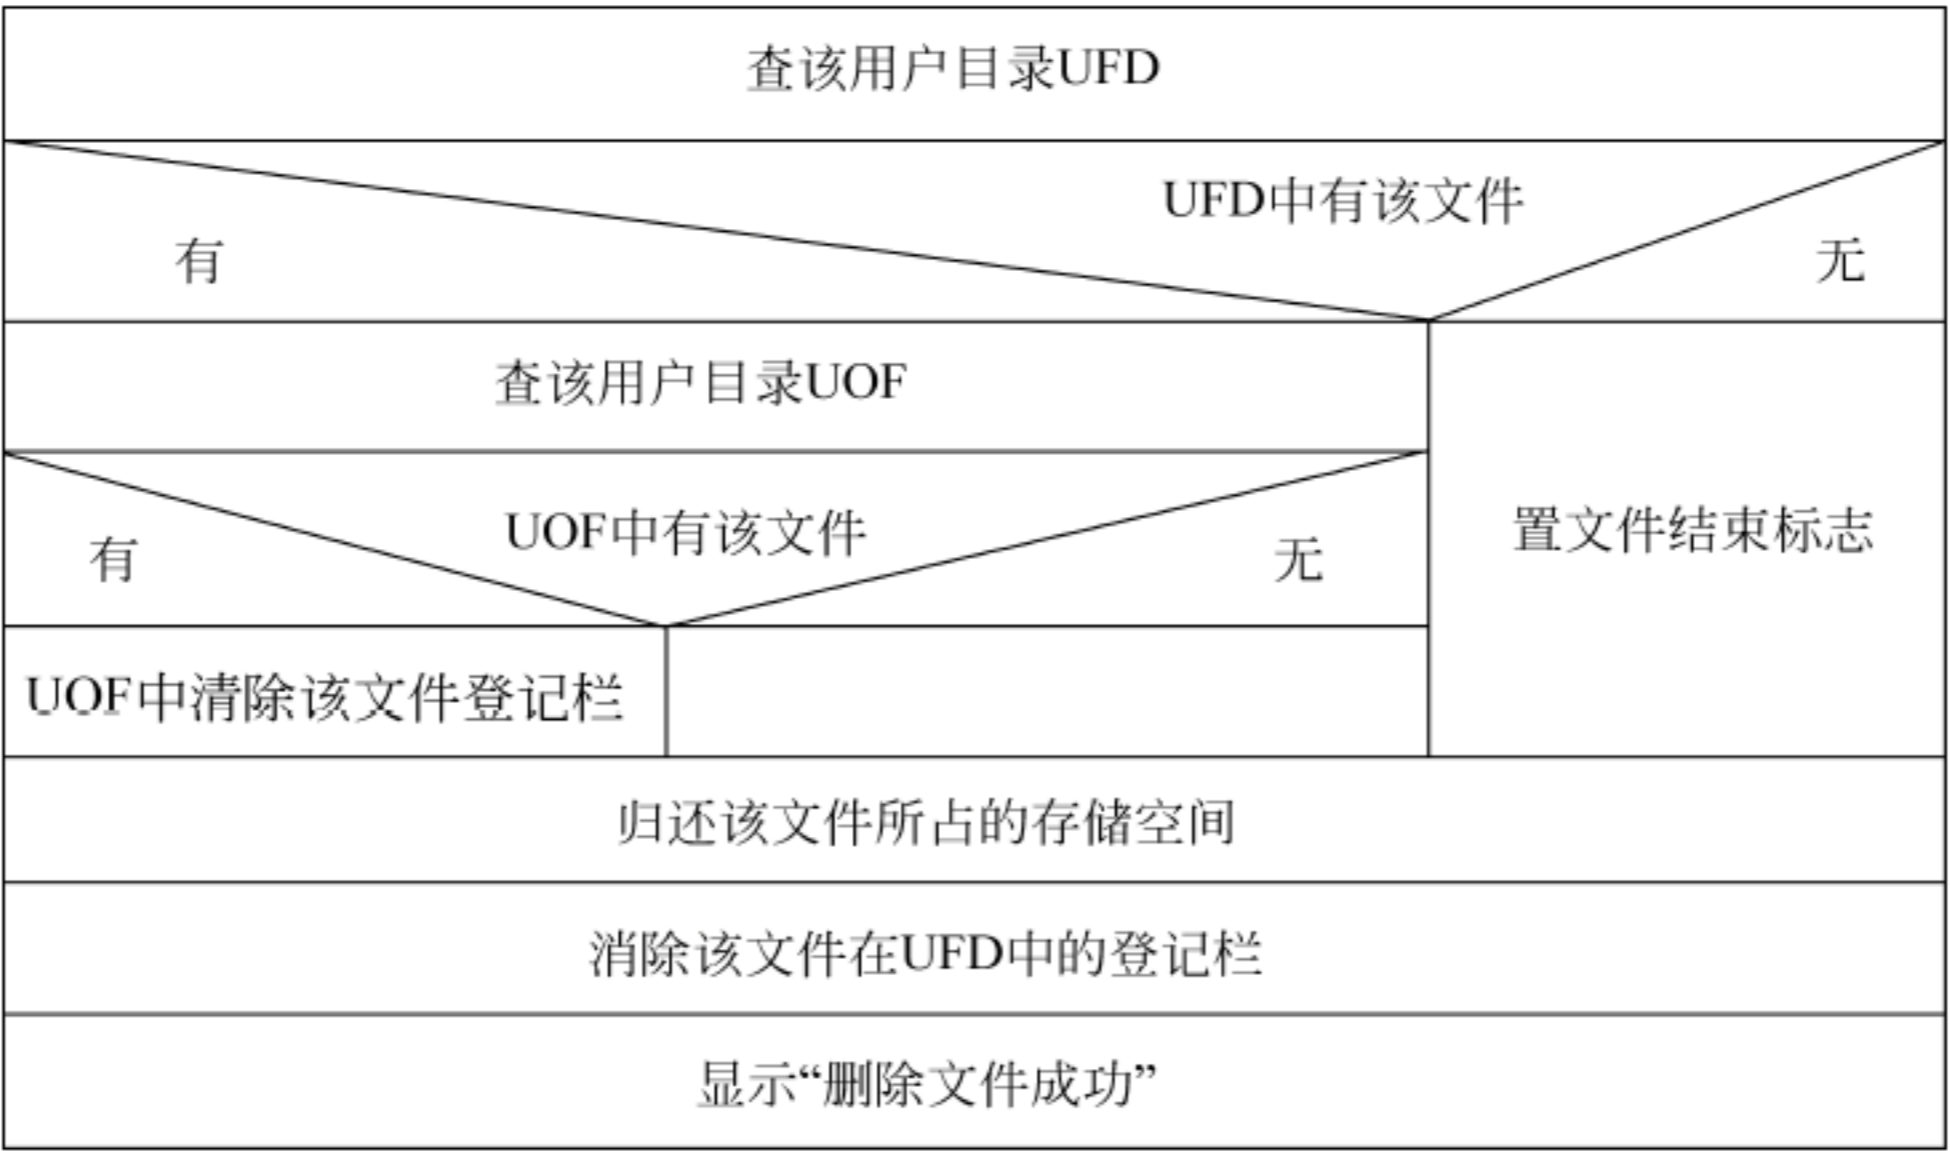 查该用户目录UFD
UFD中有该文件
有
无
查该用户目录UOF
UOF中有该文件
有
无
置文件结束标志
UOF中清除该文件登记栏
归还该文件所占的存储空间
消除该文件在UFD中的登记栏
显示“删除文件成功”